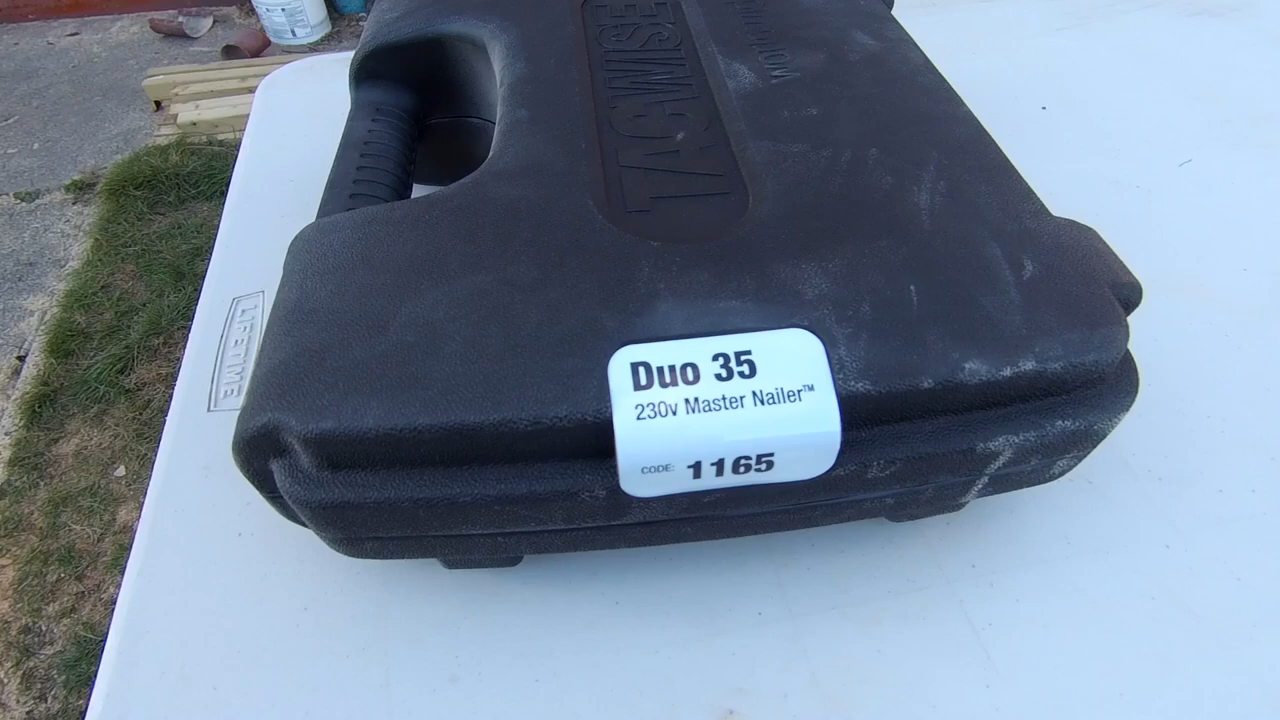 TACWISE
Duo 35
230v Master Nailer™
CODE: 1165
LIFETIME